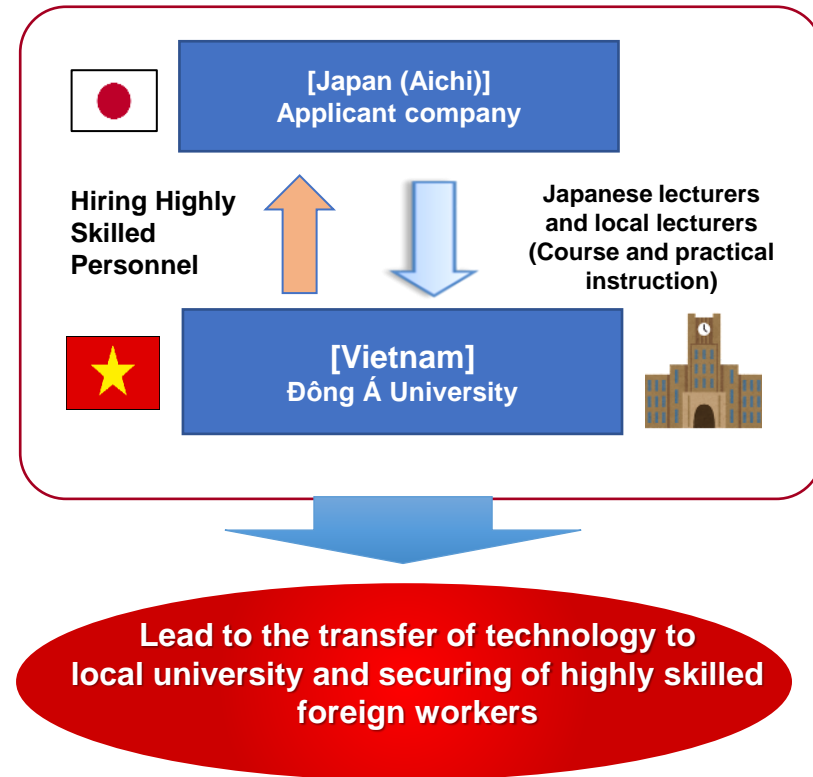 [Japan (Aichi)]
Applicant company
Hiring Highly
Skilled
Personnel
Japanese lecturers
and local lecturers
(Course and practical
instruction)
[Vietnam]
Đông Á University
Lead to the transfer of technology to
local university and securing of highly skilled
foreign workers